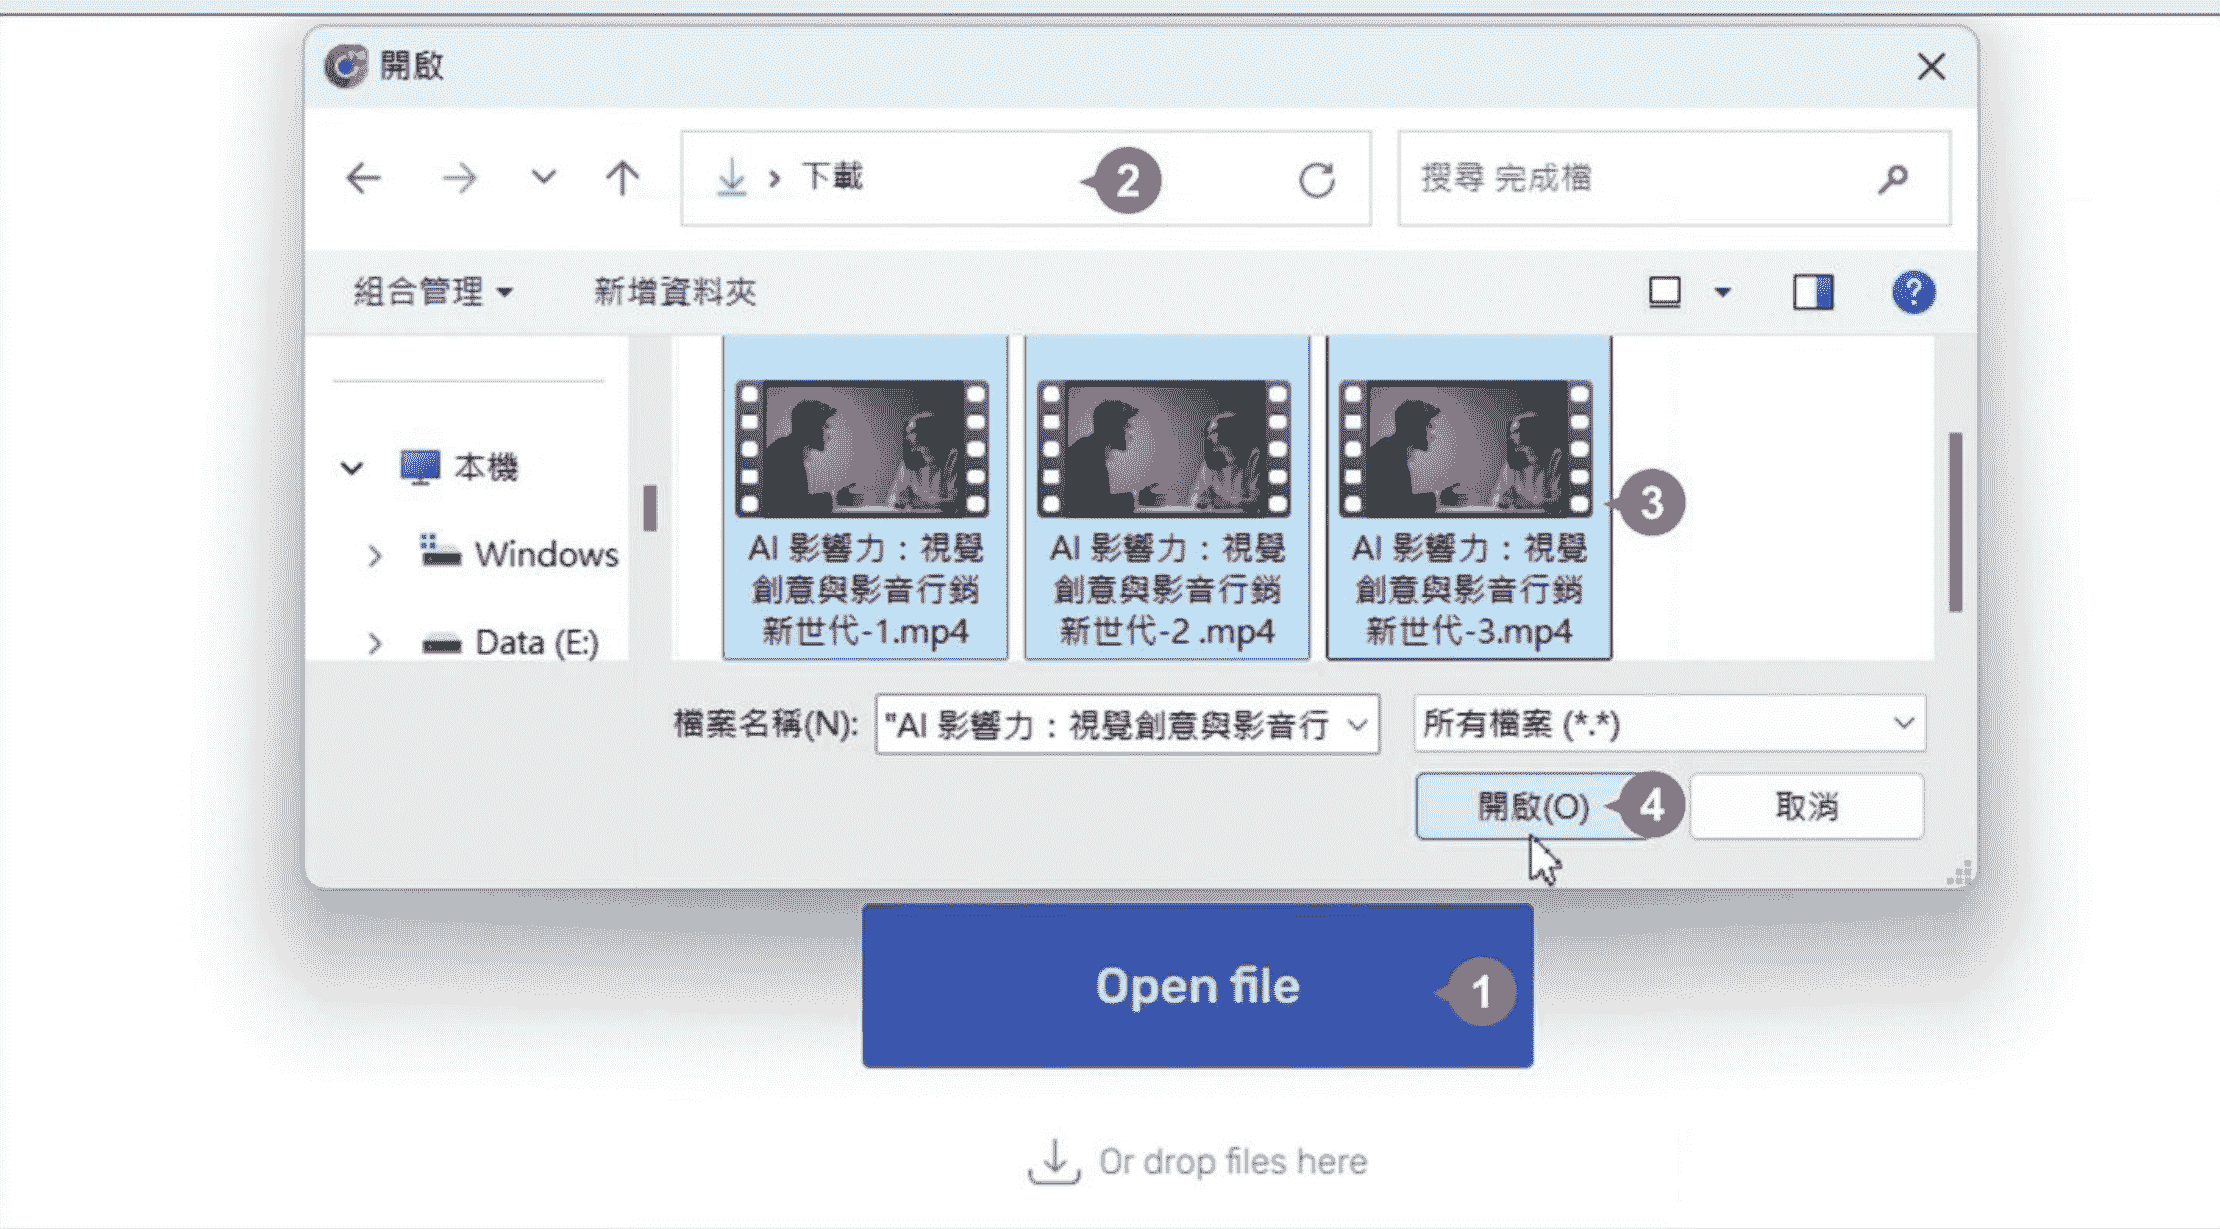 開啟
下載
2
搜尋 完成檔
組合管理
新增資料夾
?
本機
Windows
Data (E:)
AI 影響力：視覺
創意與影音行銷
新世代-1.mp4
AI 影響力：視覺
創意與影音行銷
新世代-2 .mp4
AI 影響力：視覺
創意與影音行銷
新世代-3.mp4
3
檔案名稱(N):
"AI 影響力：視覺創意與影音行
所有檔案 (*.*)
開啟(O)
4
取消
Open file
1
Or drop files here